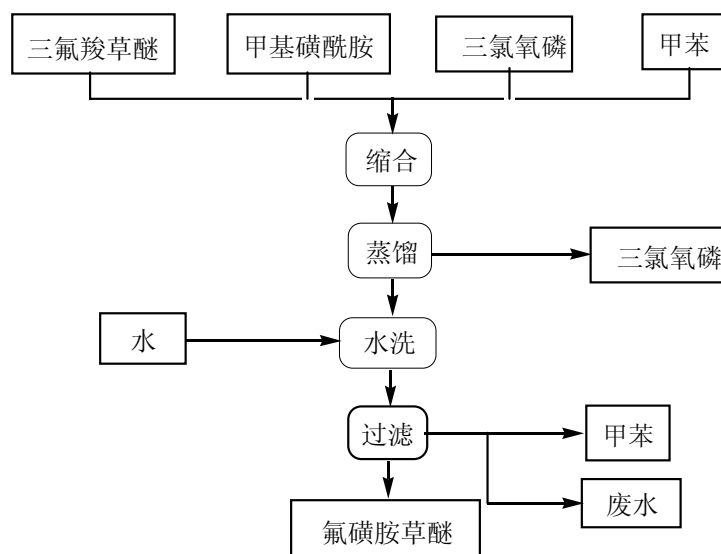 三氟羧草醚
甲基磺酰胺
三氯氧磷
甲苯
缩合
蒸馏
三氯氧磷
水
水洗
过滤
甲苯
废水
氟磺胺草醚